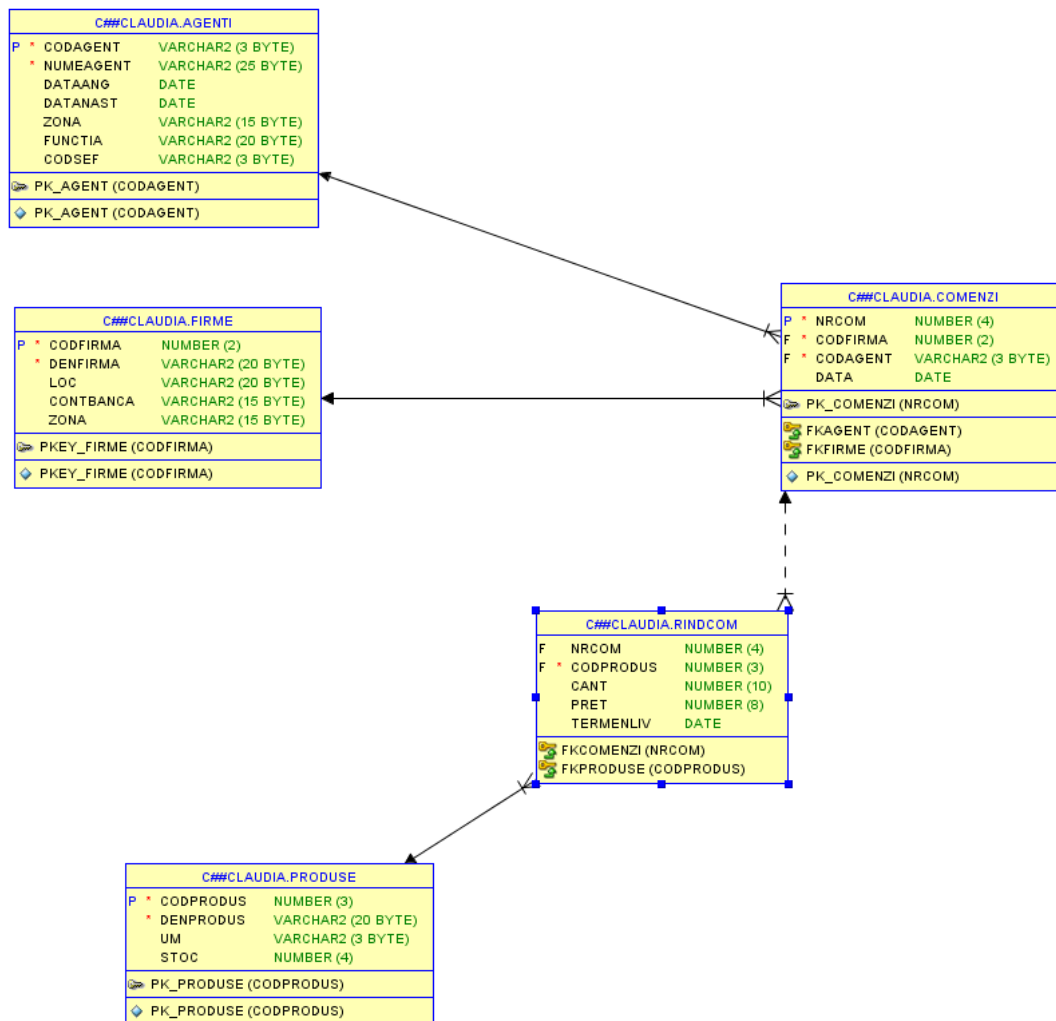 C##CLAUDIA.AGENTI
P * CODAGENT VARCHAR2 (3 BYTE)
* NUMEAGENT VARCHAR2 (25 BYTE)
DATAANG DATE
DATANAST DATE
ZONA VARCHAR2 (15 BYTE)
FUNCTIA VARCHAR2 (20 BYTE)
CODSEF VARCHAR2 (3 BYTE)
PK_AGENT (CODAGENT)
PK_AGENT (CODAGENT)
C##CLAUDIA.FIRME
P * CODFIRMA NUMBER (2)
* DENFIRMA VARCHAR2 (20 BYTE)
LOC VARCHAR2 (20 BYTE)
CONTBANCA VARCHAR2 (15 BYTE)
ZONA VARCHAR2 (15 BYTE)
PKEY_FIRME (CODFIRMA)
PKEY_FIRME (CODFIRMA)
C##CLAUDIA.COMENZI
P * NRCOM NUMBER (4)
F * CODFIRMA NUMBER (2)
F * CODAGENT VARCHAR2 (3 BYTE)
DATA DATE
PK_COMENZI (NRCOM)
FKAGENT (CODAGENT)
FKFIRME (CODFIRMA)
PK_COMENZI (NRCOM)
C##CLAUDIA.RINDCOM
F NRCOM NUMBER (4)
F * CODPRODUS NUMBER (3)
CANT NUMBER (10)
PRET NUMBER (8)
TERMENLIV DATE
FKCOMENZI (NRCOM)
FKPRODUSE (CODPRODUS)
C##CLAUDIA.PRODUSE
P * CODPRODUS NUMBER (3)
* DENPRODUS VARCHAR2 (20 BYTE)
UM VARCHAR2 (3 BYTE)
STOC NUMBER (4)
PK_PRODUSE (CODPRODUS)
PK_PRODUSE (CODPRODUS)